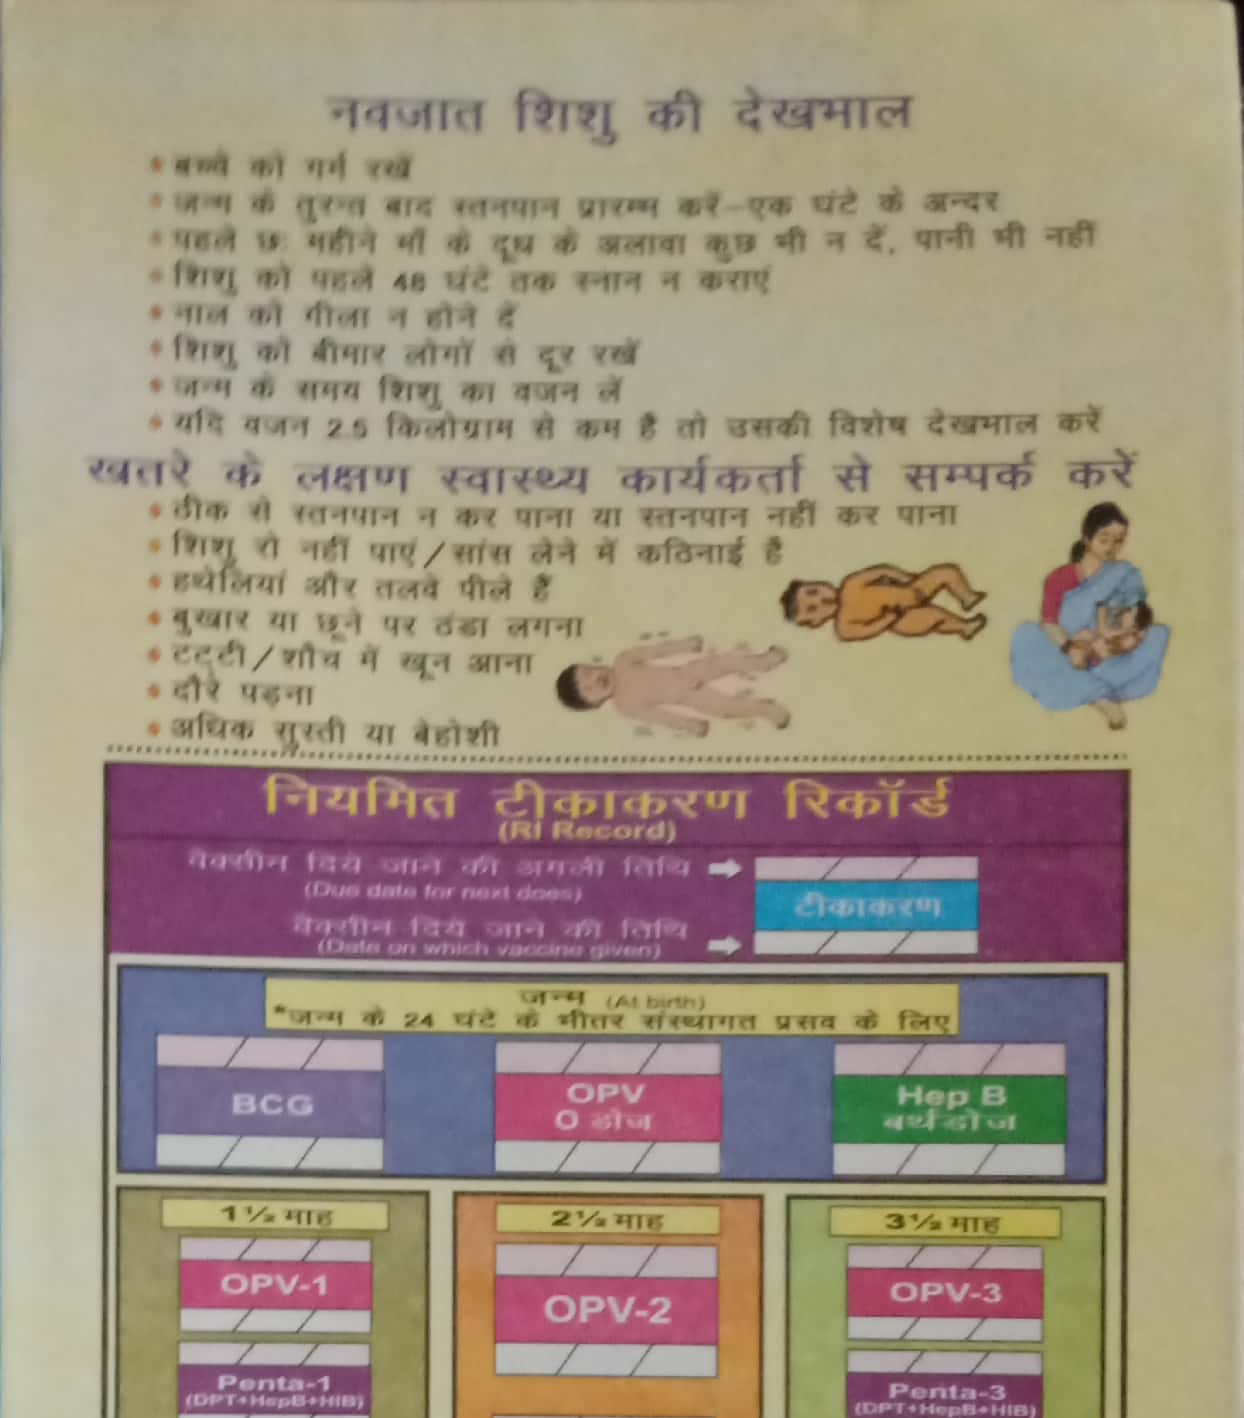 नवजात शिशु की देखभाल
बच्चे को गर्म रखें
जन्म के तुरन्त बाद स्तनपान प्रारम्भ करें–एक घंटे के अन्दर
पहले छः महीने माँ के दूध के अलावा कुछ भी न दें, पानी भी नहीं
शिशु को पहले 48 घंटे तक स्नान न कराएं
नाल को गीला न होने दें
शिशु को बीमार लोगों से दूर रखें
जन्म के समय शिशु का वजन लें
यदि वजन 2.5 किलोग्राम से कम है तो उसकी विशेष देखभाल करें
खतरे के लक्षण स्वास्थ्य कार्यकर्ता से सम्पर्क करें
ठीक से स्तनपान न कर पाना या स्तनपान नहीं कर पाना
शिशु रो नहीं पाएं/सांस लेने में कठिनाई है
हथेलियां और तलवे पीले हैं
बुखार या छूने पर ठंडा लगना
टट्टी/शौच में खून आना
दौरे पड़ना
अधिक सुस्ती या बेहोशी
नियमित टीकाकरण रिकॉर्ड
(RI Record)
वैक्सीन दिये जाने की अगली तिथि
(Due date for next does)
टीकाकरण
वैक्सीन दिये जाने की तिथि
(Date on which vaccine given)
जन्म (At birth)
*जन्म के 24 घंटे के भीतर संस्थागत प्रसव के लिए
BCG
OPV
0 डोज
Hep B
बर्थडोज
1½ माह
2½ माह
3½ माह
OPV-1
OPV-2
OPV-3
Penta-1
(DPT+HepB+HIB)
Penta-3
(DPT+HepB+HIB)